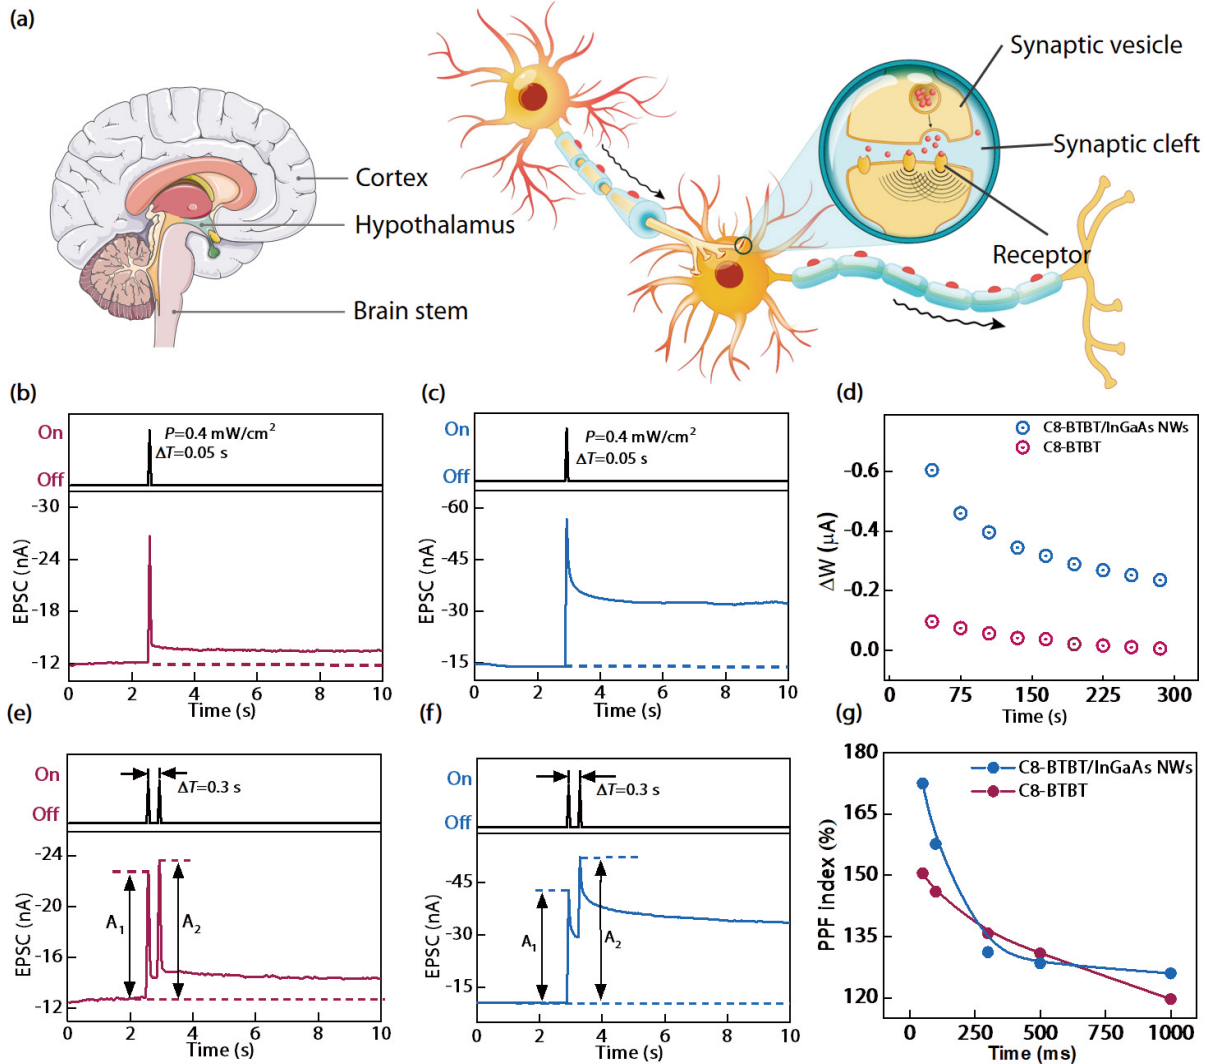 (a)
Cortex
Hypothalamus
Brain stem
Synaptic vesicle
Synaptic cleft
Receptor
(b)
On
Off
P=0.4 mW/cm²
ΔT=0.05 s
EPSC (nA)
-30
-24
-18
-12
0 2 4 6 8 10
Time (s)
(c)
On
Off
P=0.4 mW/cm²
ΔT=0.05 s
EPSC (nA)
-60
-45
-30
-15
0 2 4 6 8 10
Time (s)
(d)
C8-BTBT/InGaAs NWs
C8-BTBT
ΔW (μA)
-0.6
-0.4
-0.2
0.0
0 75 150 225 300
Time (s)
(e)
On
Off
ΔT=0.3 s
EPSC (nA)
-24
-20
-16
-12
A₁
A₂
0 2 4 6 8 10
Time (s)
(f)
On
Off
ΔT=0.3 s
EPSC (nA)
-45
-30
-15
A₁
A₂
0 2 4 6 8 10
Time (s)
(g)
C8-BTBT/InGaAs NWs
C8-BTBT
PPF index (%)
180
165
150
135
120
0 250 500 750 1000
Time (ms)